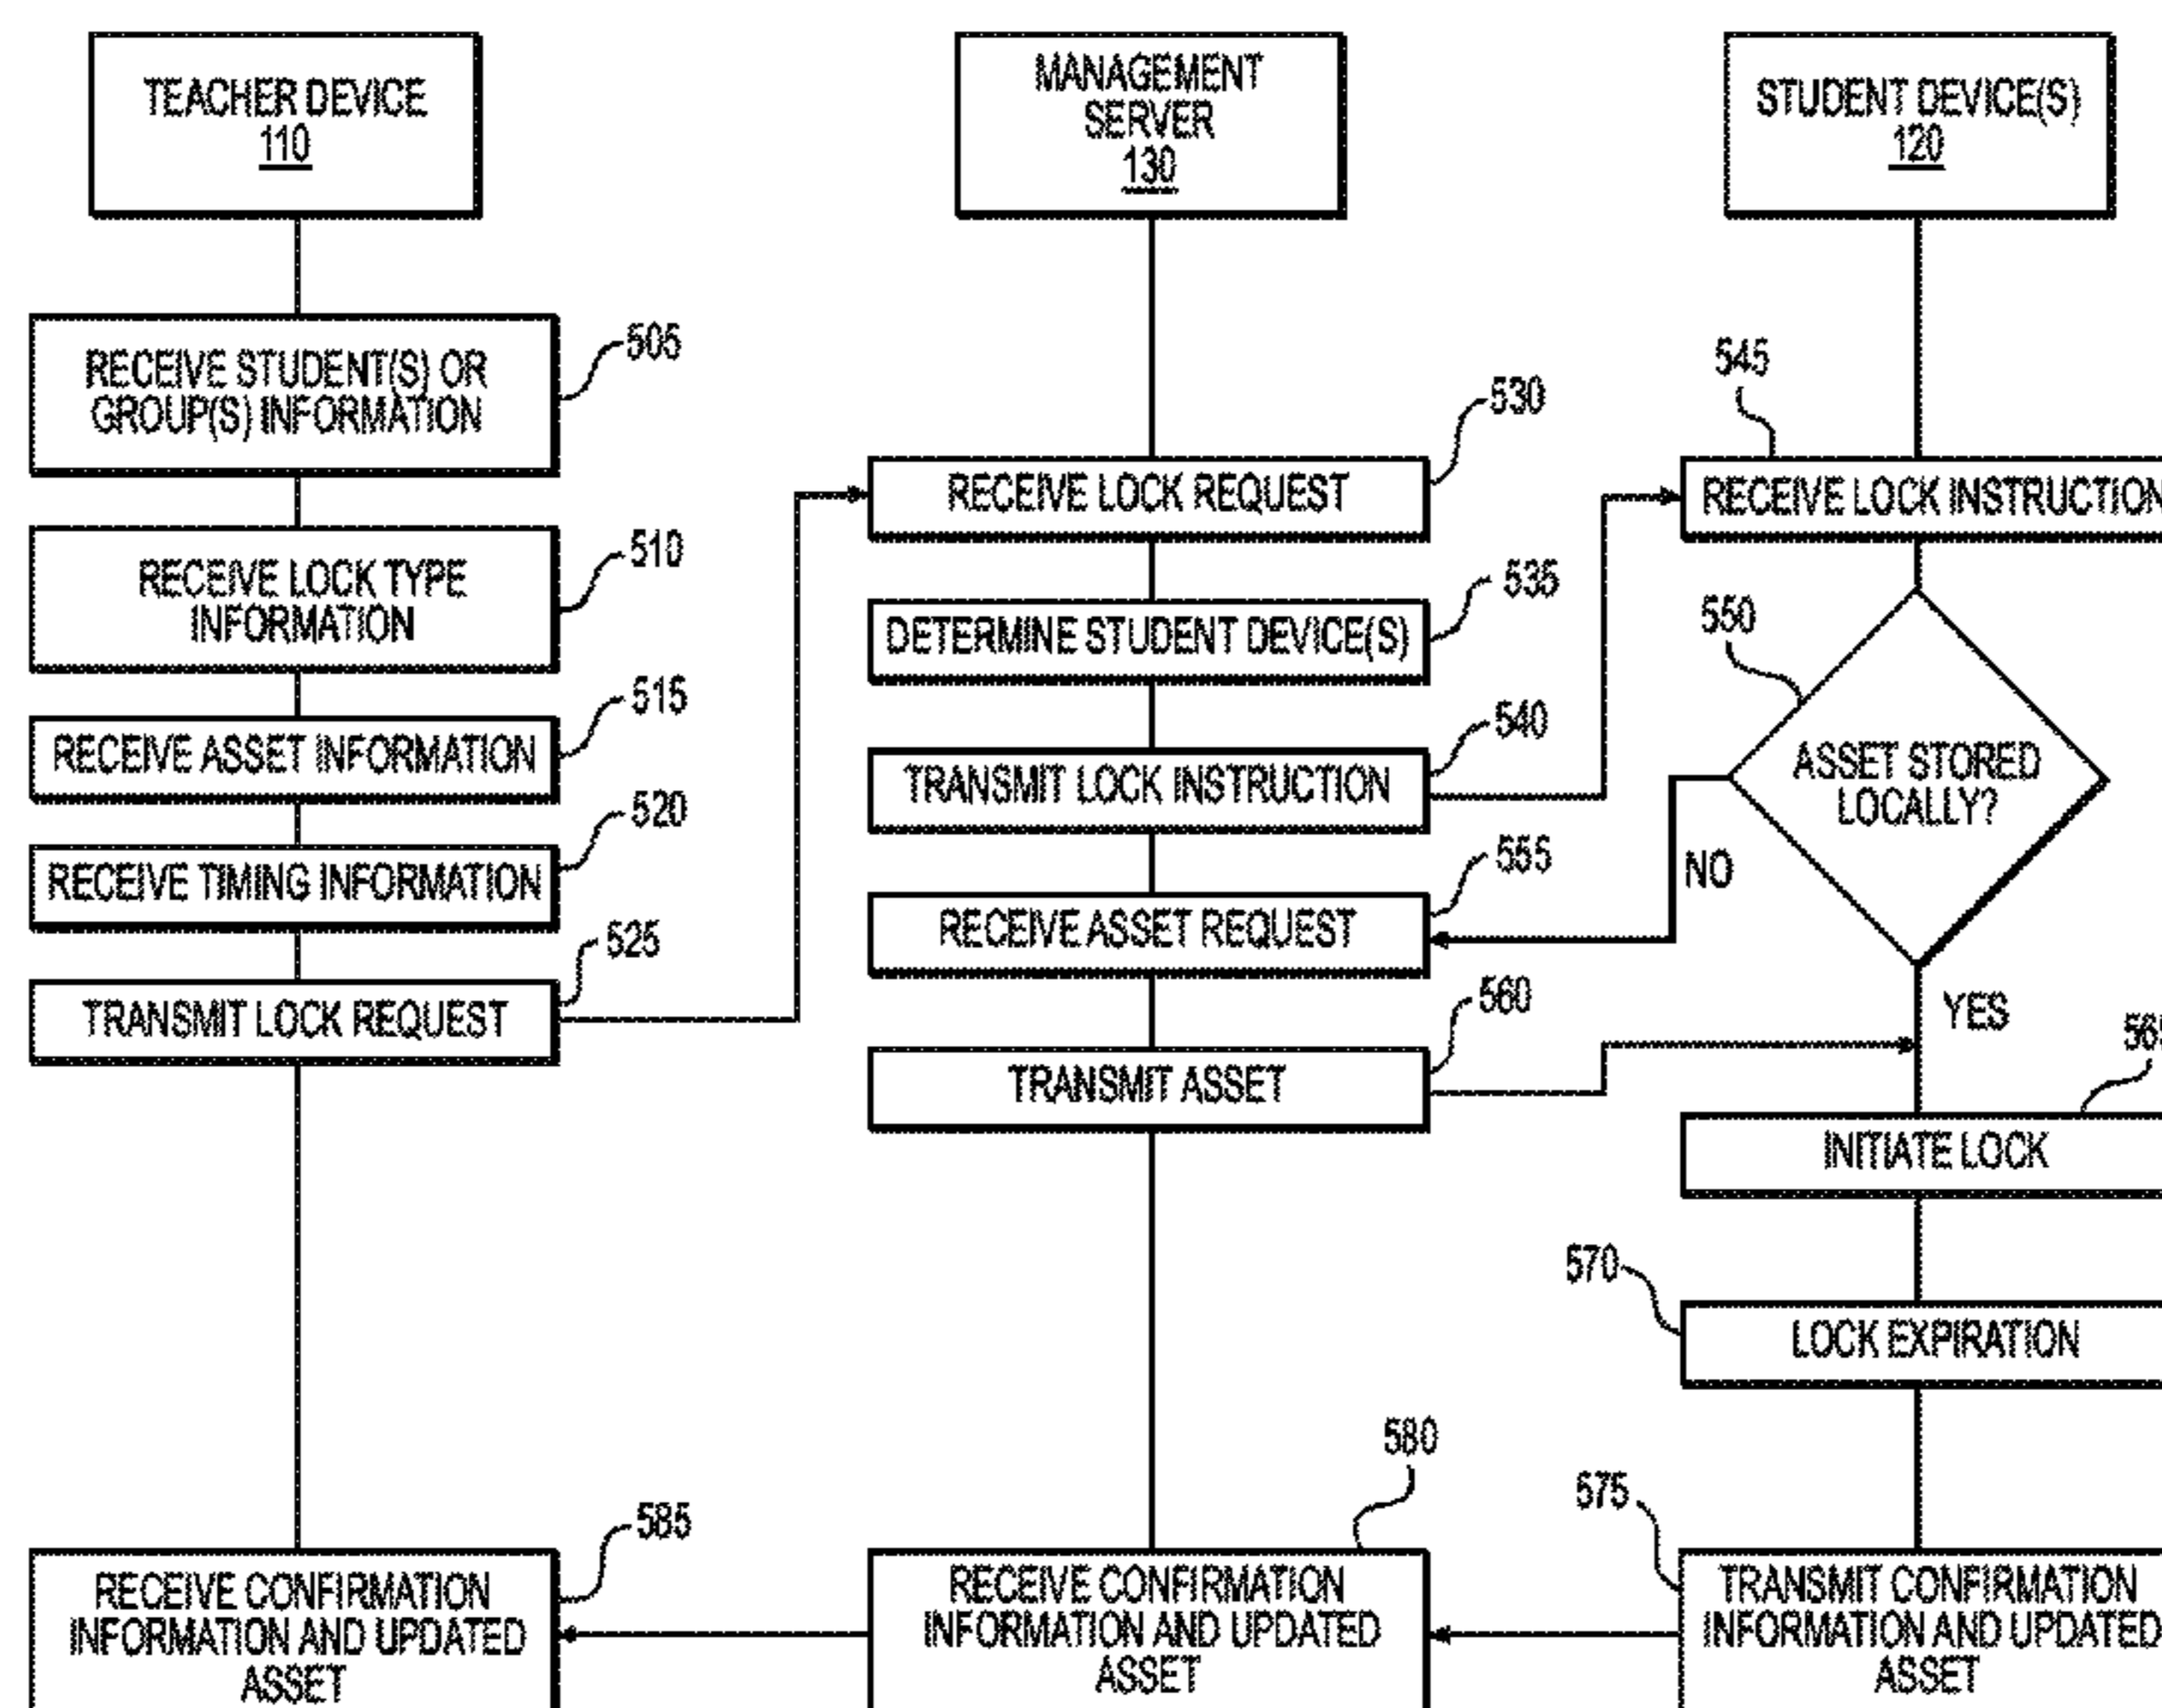 TEACHER DEVICE
110
MANAGEMENT
SERVER
130
STUDENT DEVICE(S)
120
RECEIVE STUDENT(S) OR
GROUP(S) INFORMATION
505
RECEIVE LOCK TYPE
INFORMATION
510
RECEIVE ASSET INFORMATION
515
RECEIVE TIMING INFORMATION
520
TRANSMIT LOCK REQUEST
525
RECEIVE LOCK REQUEST
530
DETERMINE STUDENT DEVICE(S)
535
TRANSMIT LOCK INSTRUCTION
540
RECEIVE ASSET REQUEST
555
TRANSMIT ASSET
560
545
RECEIVE LOCK INSTRUCTION
550
ASSET STORED
LOCALLY?
NO
YES
565
INITIATE LOCK
570
LOCK EXPIRATION
575
TRANSMIT CONFIRMATION
INFORMATION AND UPDATED
ASSET
580
RECEIVE CONFIRMATION
INFORMATION AND UPDATED
ASSET
585
RECEIVE CONFIRMATION
INFORMATION AND UPDATED
ASSET